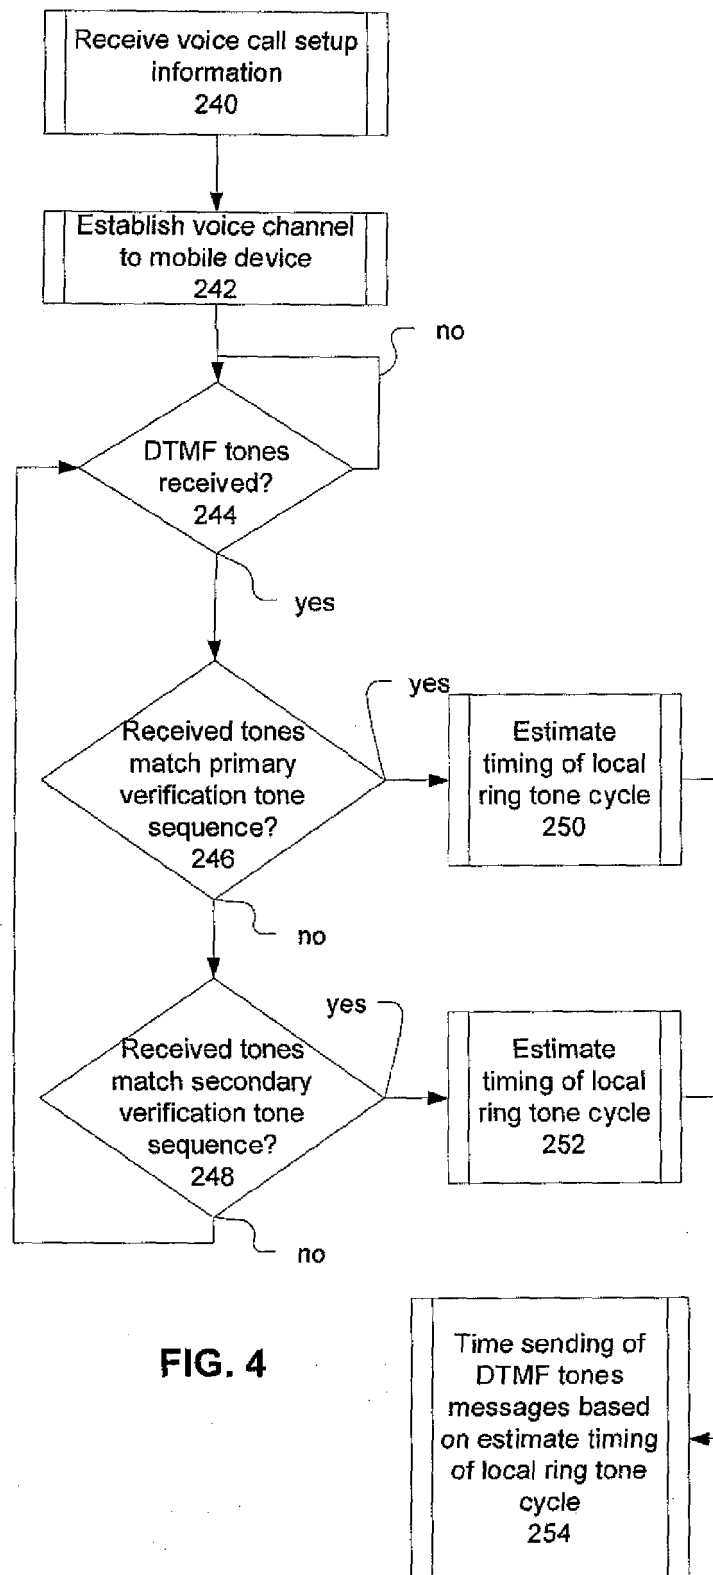 Receive voice call setup
information
240
Establish voice channel
to mobile device
242
no
DTMF tones
received?
244
yes
Received tones
match primary
verification tone
sequence?
246
yes
Estimate
timing of local
ring tone cycle
250
no
Received tones
match secondary
verification tone
sequence?
248
yes
Estimate
timing of local
ring tone cycle
252
no
FIG. 4
Time sending of
DTMF tones
messages based
on estimate timing
of local ring tone
cycle
254